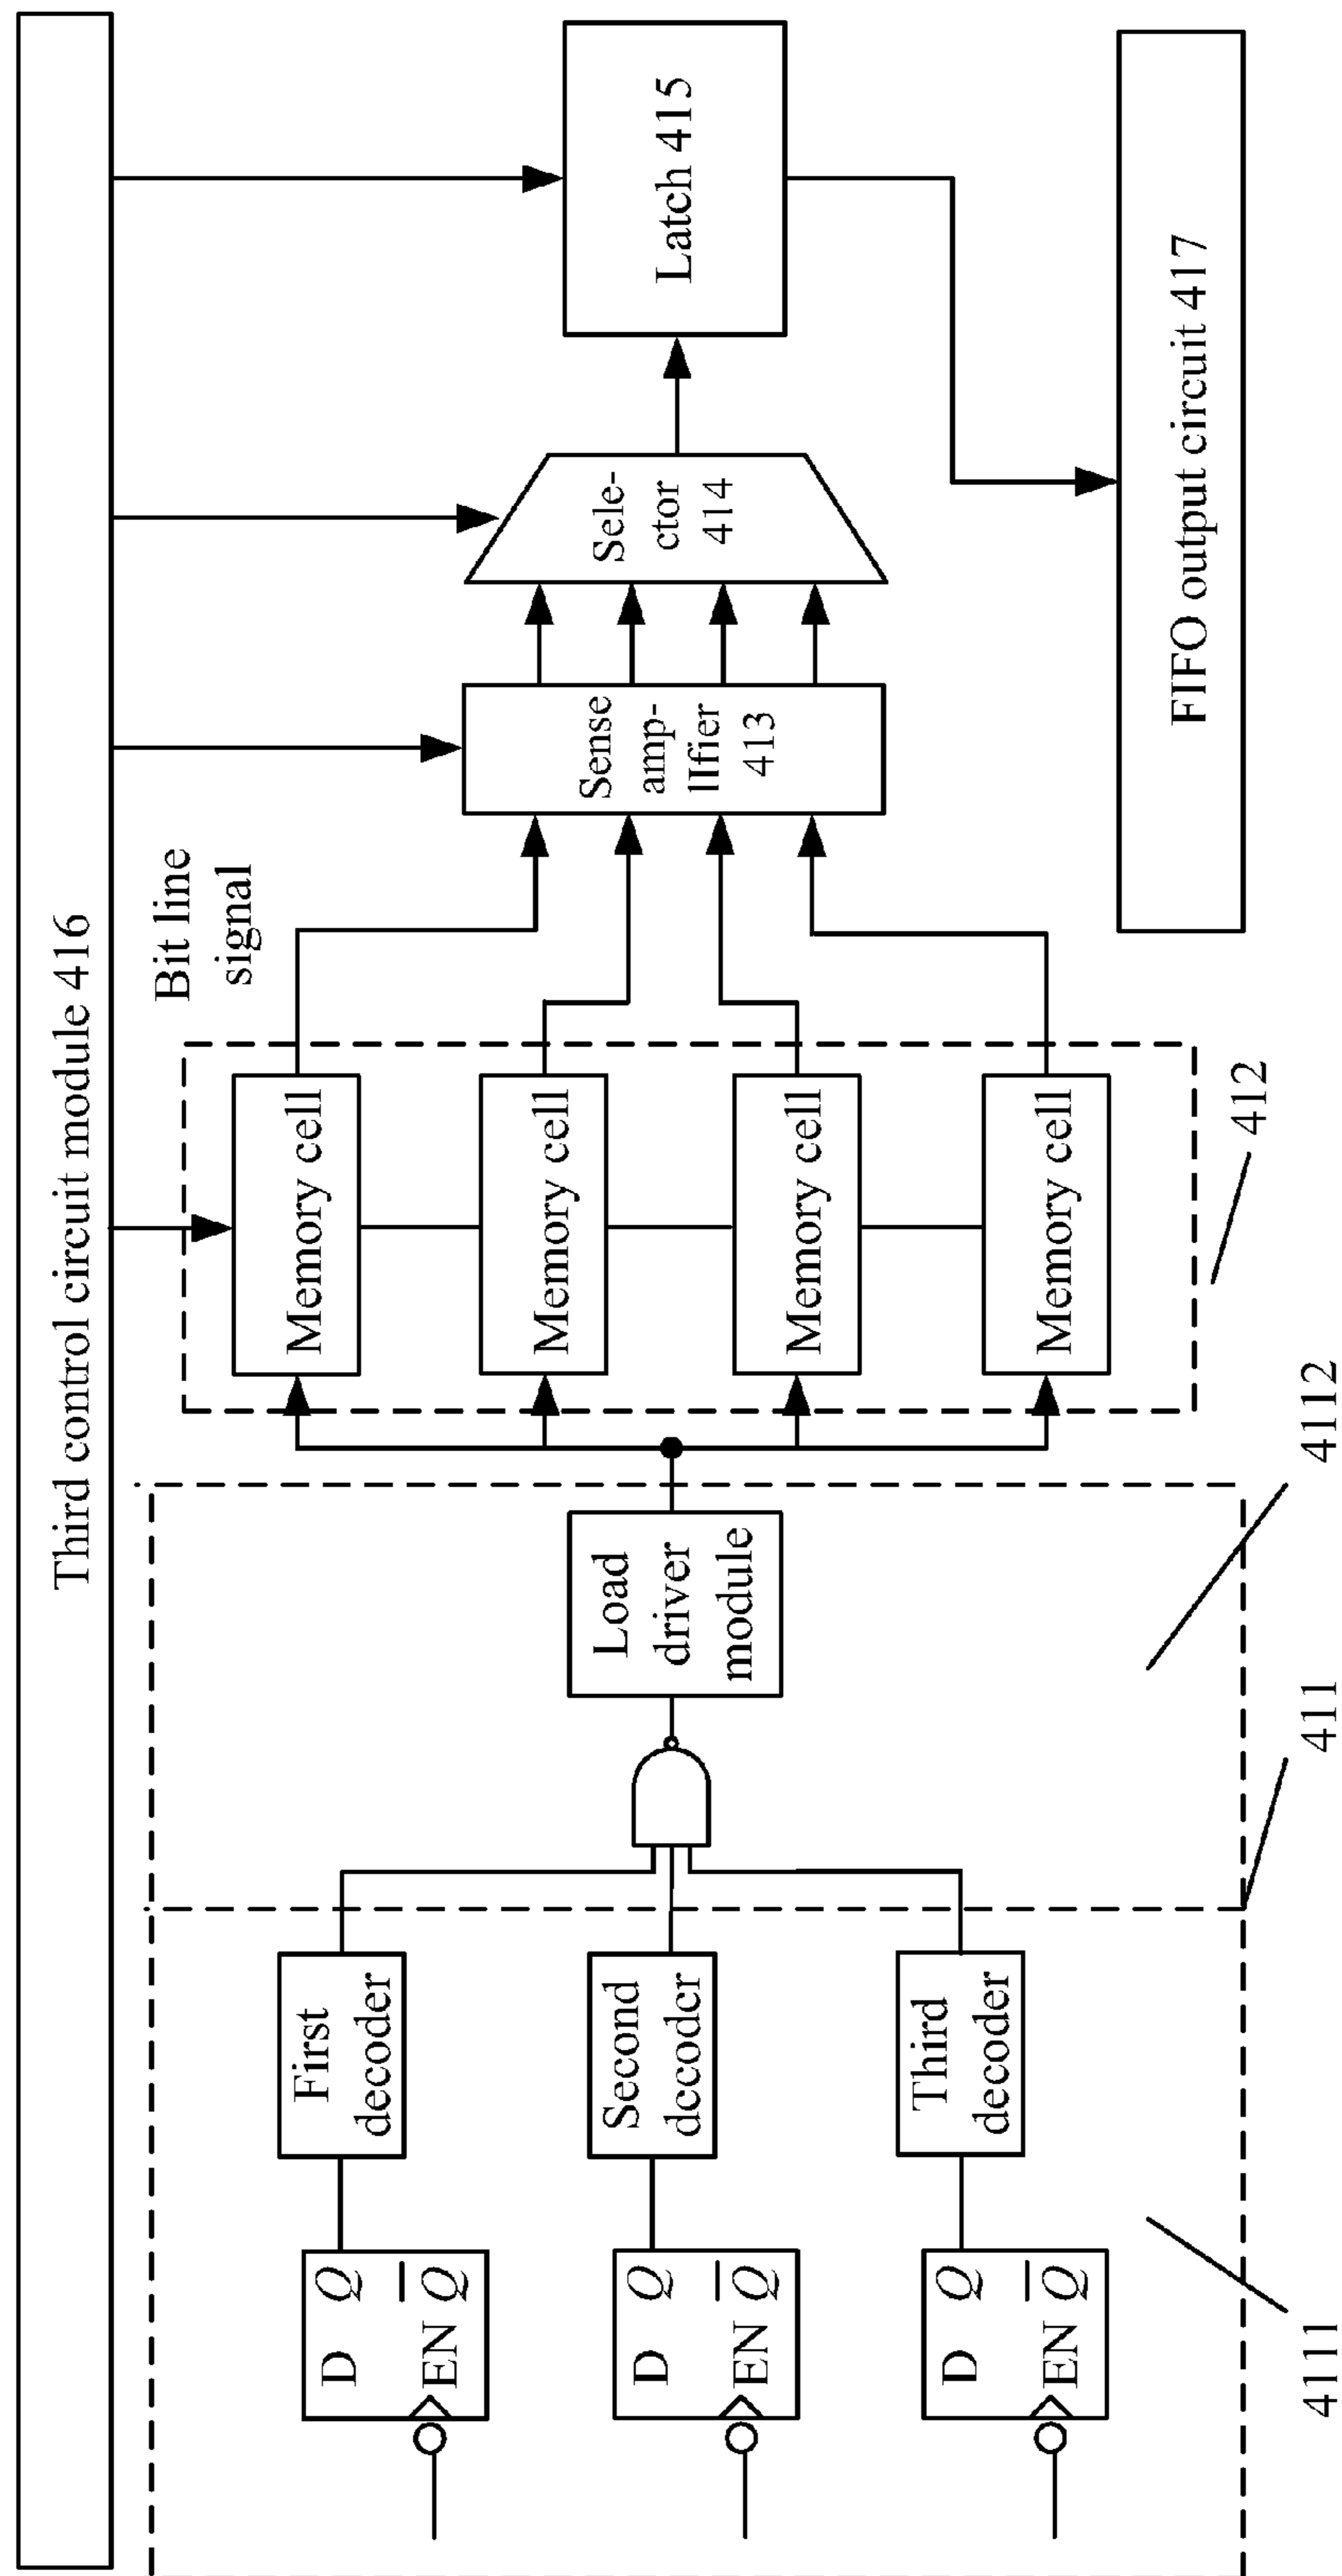 Third control circuit module 416
D Q
EN Q
First
decoder
D Q
EN Q
Second
dccodcr
D Q
EN Q
Third
decoder
Load
driver
module
Memory cell
Memory cell
Memory cell
Memory cell
Bit line
signal
Sense
amp-
lIfier
413
Sele-
ctor
414
Latch 415
FIFO output circuit 417
4111
411
4112
412